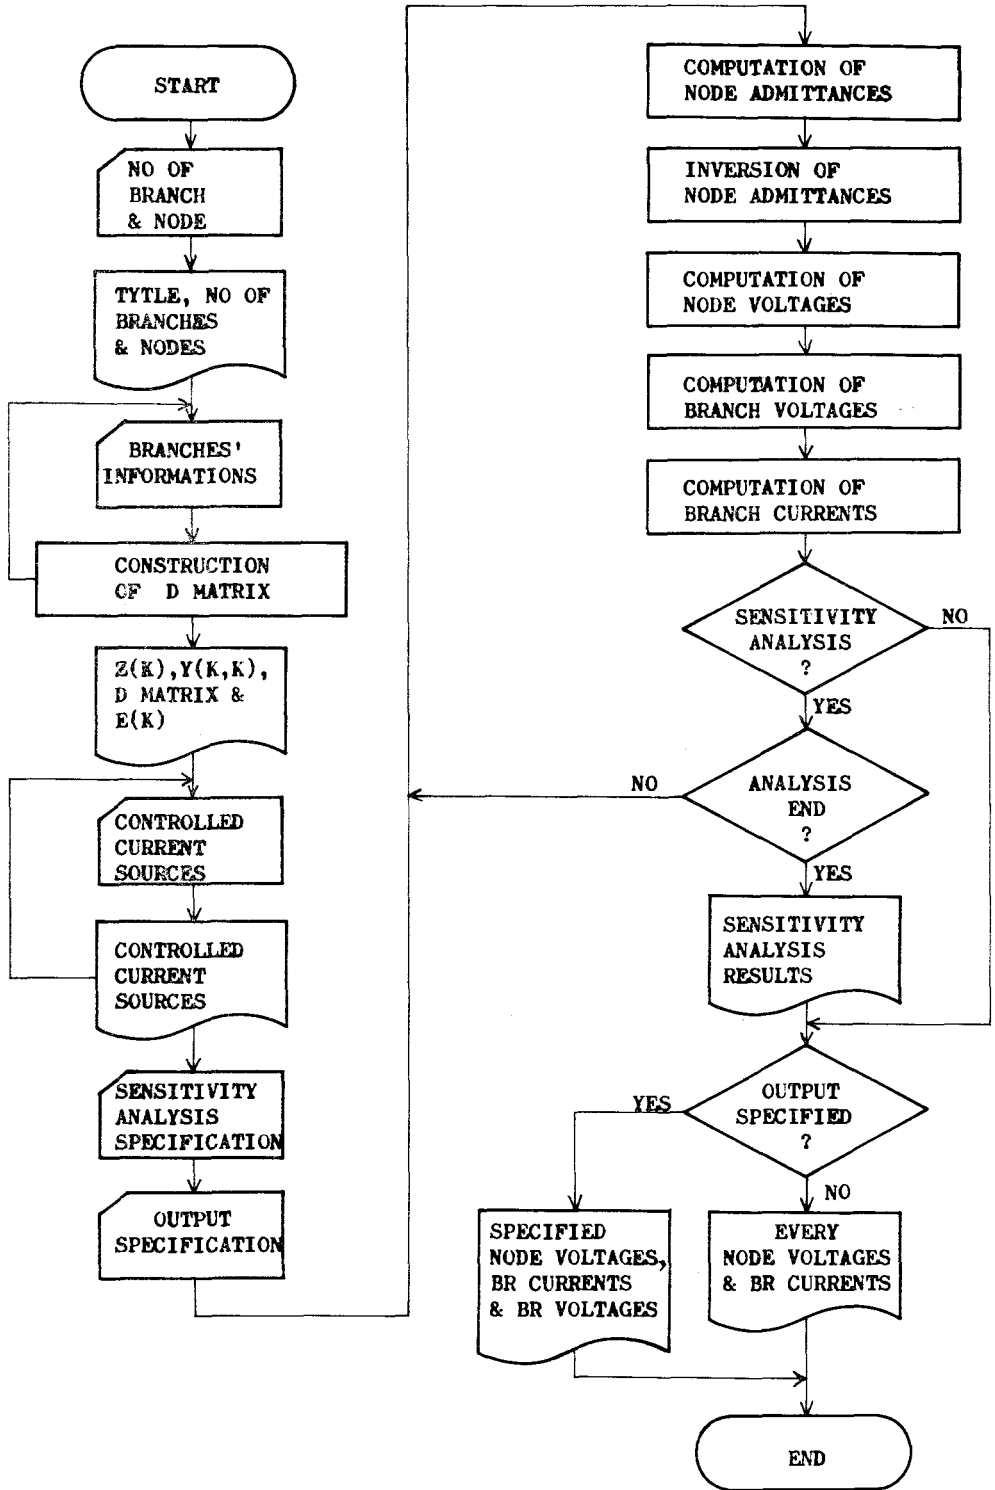 START
NO OF
BRANCH
& NODE
TYTLE, NO OF
BRANCHES
& NODES
BRANCHES'
INFORMATIONS
CONSTRUCTION
OF D MATRIX
Z(K),Y(K,K),
D MATRIX &
E(K)
CONTROLLED
CURRENT
SOURCES
CONTROLLED
CURRENT
SOURCES
SENSITIVITY
ANALYSIS
SPECIFICATION
OUTPUT
SPECIFICATION
COMPUTATION OF
NODE ADMITTANCES
INVERSION OF
NODE ADMITTANCES
COMPUTATION OF
NODE VOLTAGES
COMPUTATION OF
BRANCH VOLTAGES
COMPUTATION OF
BRANCH CURRENTS
SENSITIVITY
ANALYSIS
?
NO
YES
ANALYSIS
END
?
NO
YES
SENSITIVITY
ANALYSIS
RESULTS
OUTPUT
SPECIFIED
?
YES
NO
SPECIFIED
NODE VOLTAGES,
BR CURRENTS
& BR VOLTAGES
EVERY
NODE VOLTAGES
& BR CURRENTS
END